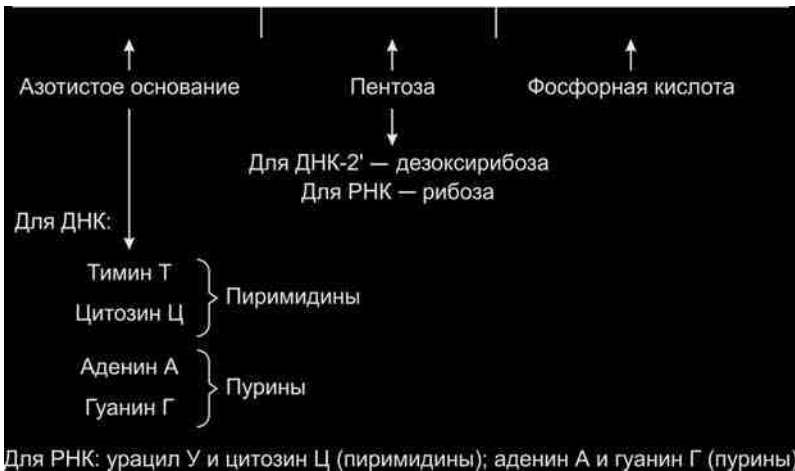 Азотистое основание Пентоза Фосфорная кислота
Для ДНК-2' — дезоксирибоза
Для РНК — рибоза
Для ДНК:
Тимин Т
Цитозин Ц
Пиримидины
Аденин А
Гуанин Г
Пурины
Для РНК: урацил У и цитозин Ц (пиримидины); аденин А и гуанин Г (пурины)